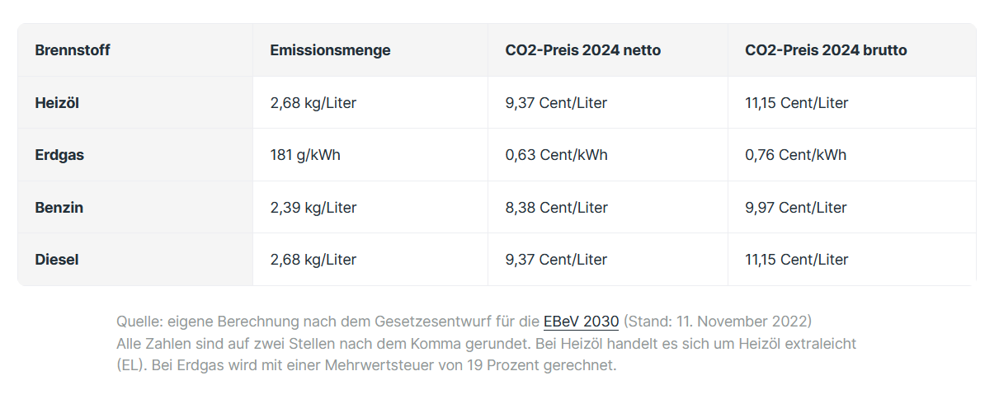 Brennstoff Emissionsmenge CO2-Preis 2024 netto CO2-Preis 2024 brutto
Heizöl 2,68 kg/Liter 9,37 Cent/Liter 11,15 Cent/Liter
Erdgas 181 g/kWh 0,63 Cent/kWh 0,76 Cent/kWh
Benzin 2,39 kg/Liter 8,38 Cent/Liter 9,97 Cent/Liter
Diesel 2,68 kg/Liter 9,37 Cent/Liter 11,15 Cent/Liter
Quelle: eigene Berechnung nach dem Gesetzesentwurf für die EBeV 2030 (Stand: 11. November 2022)
Alle Zahlen sind auf zwei Stellen nach dem Komma gerundet. Bei Heizöl handelt es sich um Heizöl extraleicht
(EL). Bei Erdgas wird mit einer Mehrwertsteuer von 19 Prozent gerechnet.